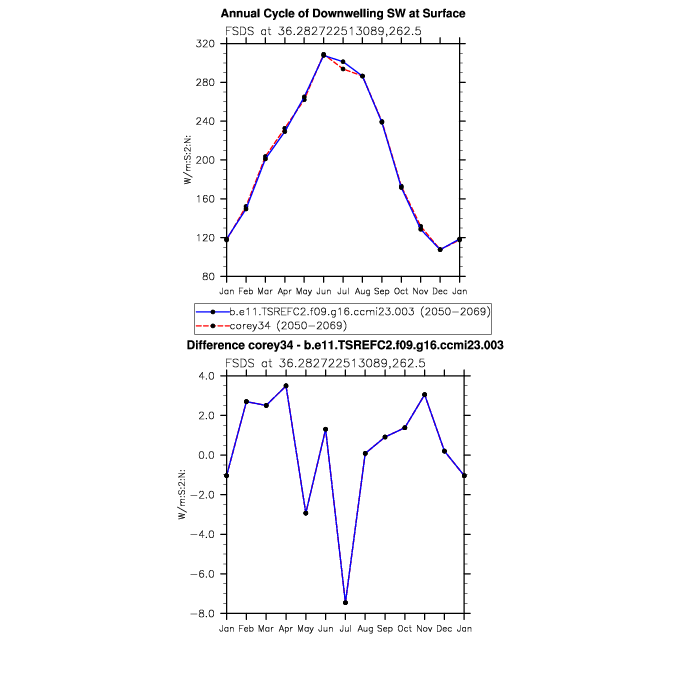 Annual Cycle of Downwelling SW at Surface
FSDS at 36.282722513089,262.5
320
280
240
200
160
120
80
W/m:S:2:N:
Jan Feb Mar Apr May Jun Jul Aug Sep Oct Nov Dec Jan
b.e11.TSREFC2.f09.g16.ccmi23.003 (2050-2069)
corey34 (2050-2069)
Difference corey34 - b.e11.TSREFC2.f09.g16.ccmi23.003
FSDS at 36.282722513089,262.5
4.0
2.0
0.0
-2.0
-4.0
-6.0
-8.0
W/m:S:2:N:
Jan Feb Mar Apr May Jun Jul Aug Sep Oct Nov Dec Jan